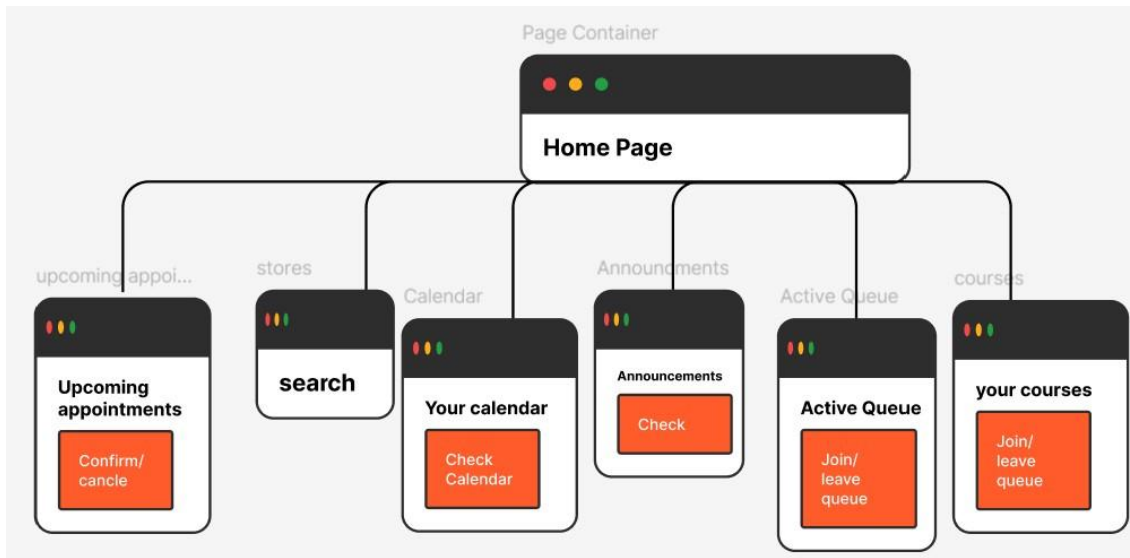 Page Container
Home Page
upcoming appoi...
Upcoming
appointments
Confirm/
cancle
stores
search
Calendar
Your calendar
Check
Calendar
Announcments
Announcements
Check
Active Queue
Active Queue
Join/
leave
queue
courses
your courses
Join/
leave
queue